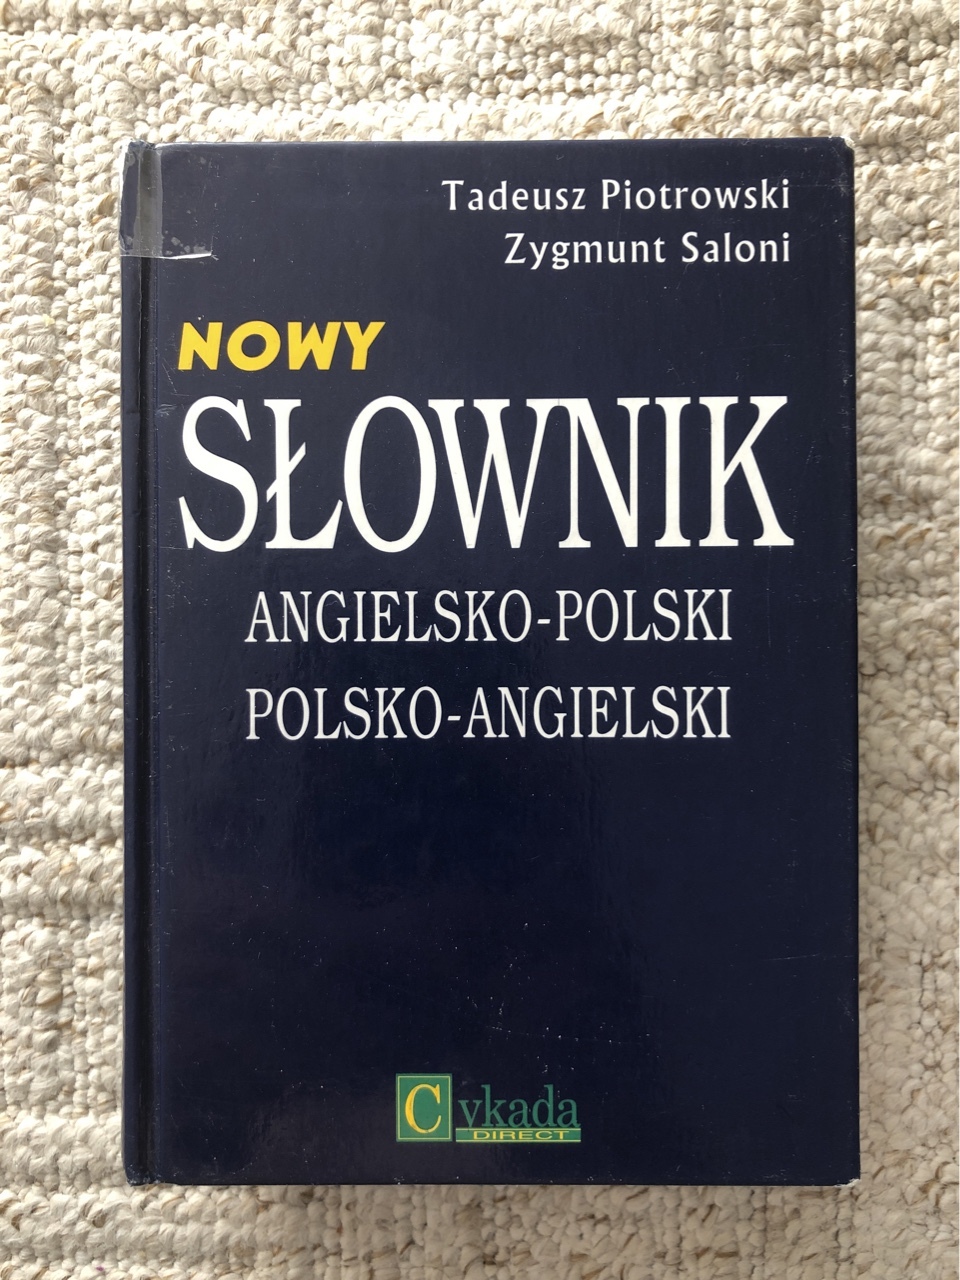 Tadeusz Piotrowski
Zygmunt Saloni
NOWY
SŁOWNIK
ANGIELSKO-POLSKI
POLSKO-ANGIELSKI
Cykada
DIRECT